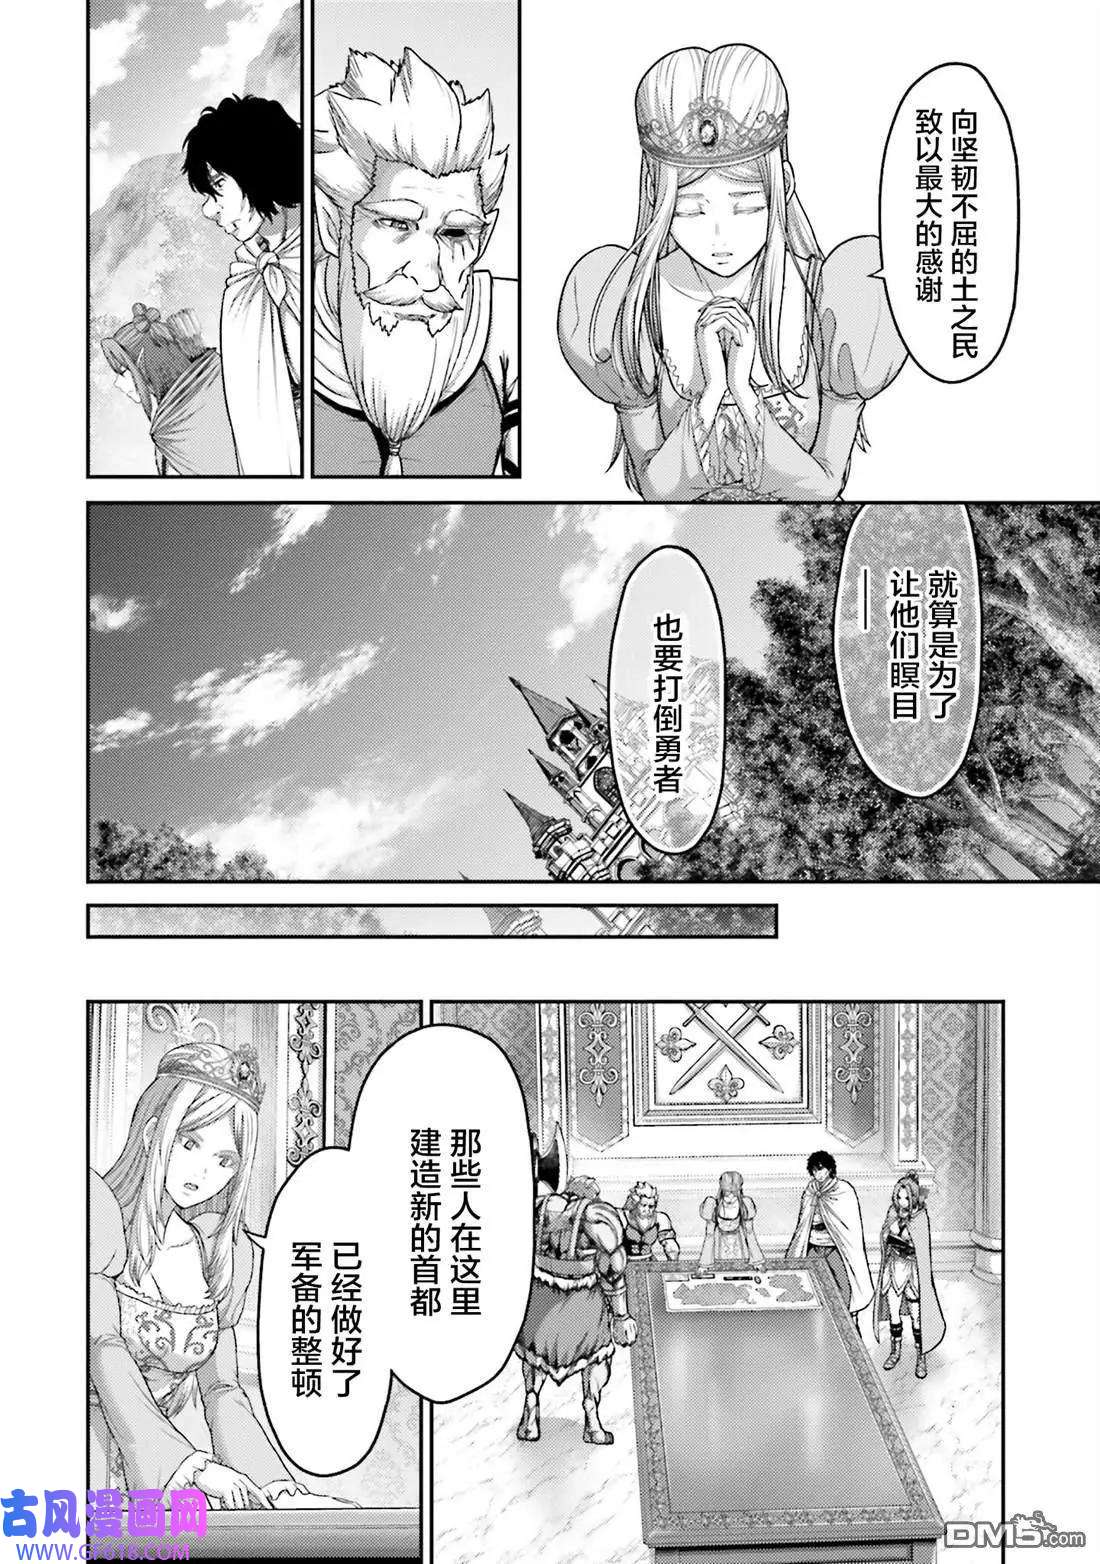 向坚韧不屈的土之民
致以最大的感谢
就算是为了
让他们瞑目
——
也要打倒勇者
那些人在这里
建造新的首都
已经做好了
军备的整顿
古风漫画网
WWW.GF678.COM
DM5.com